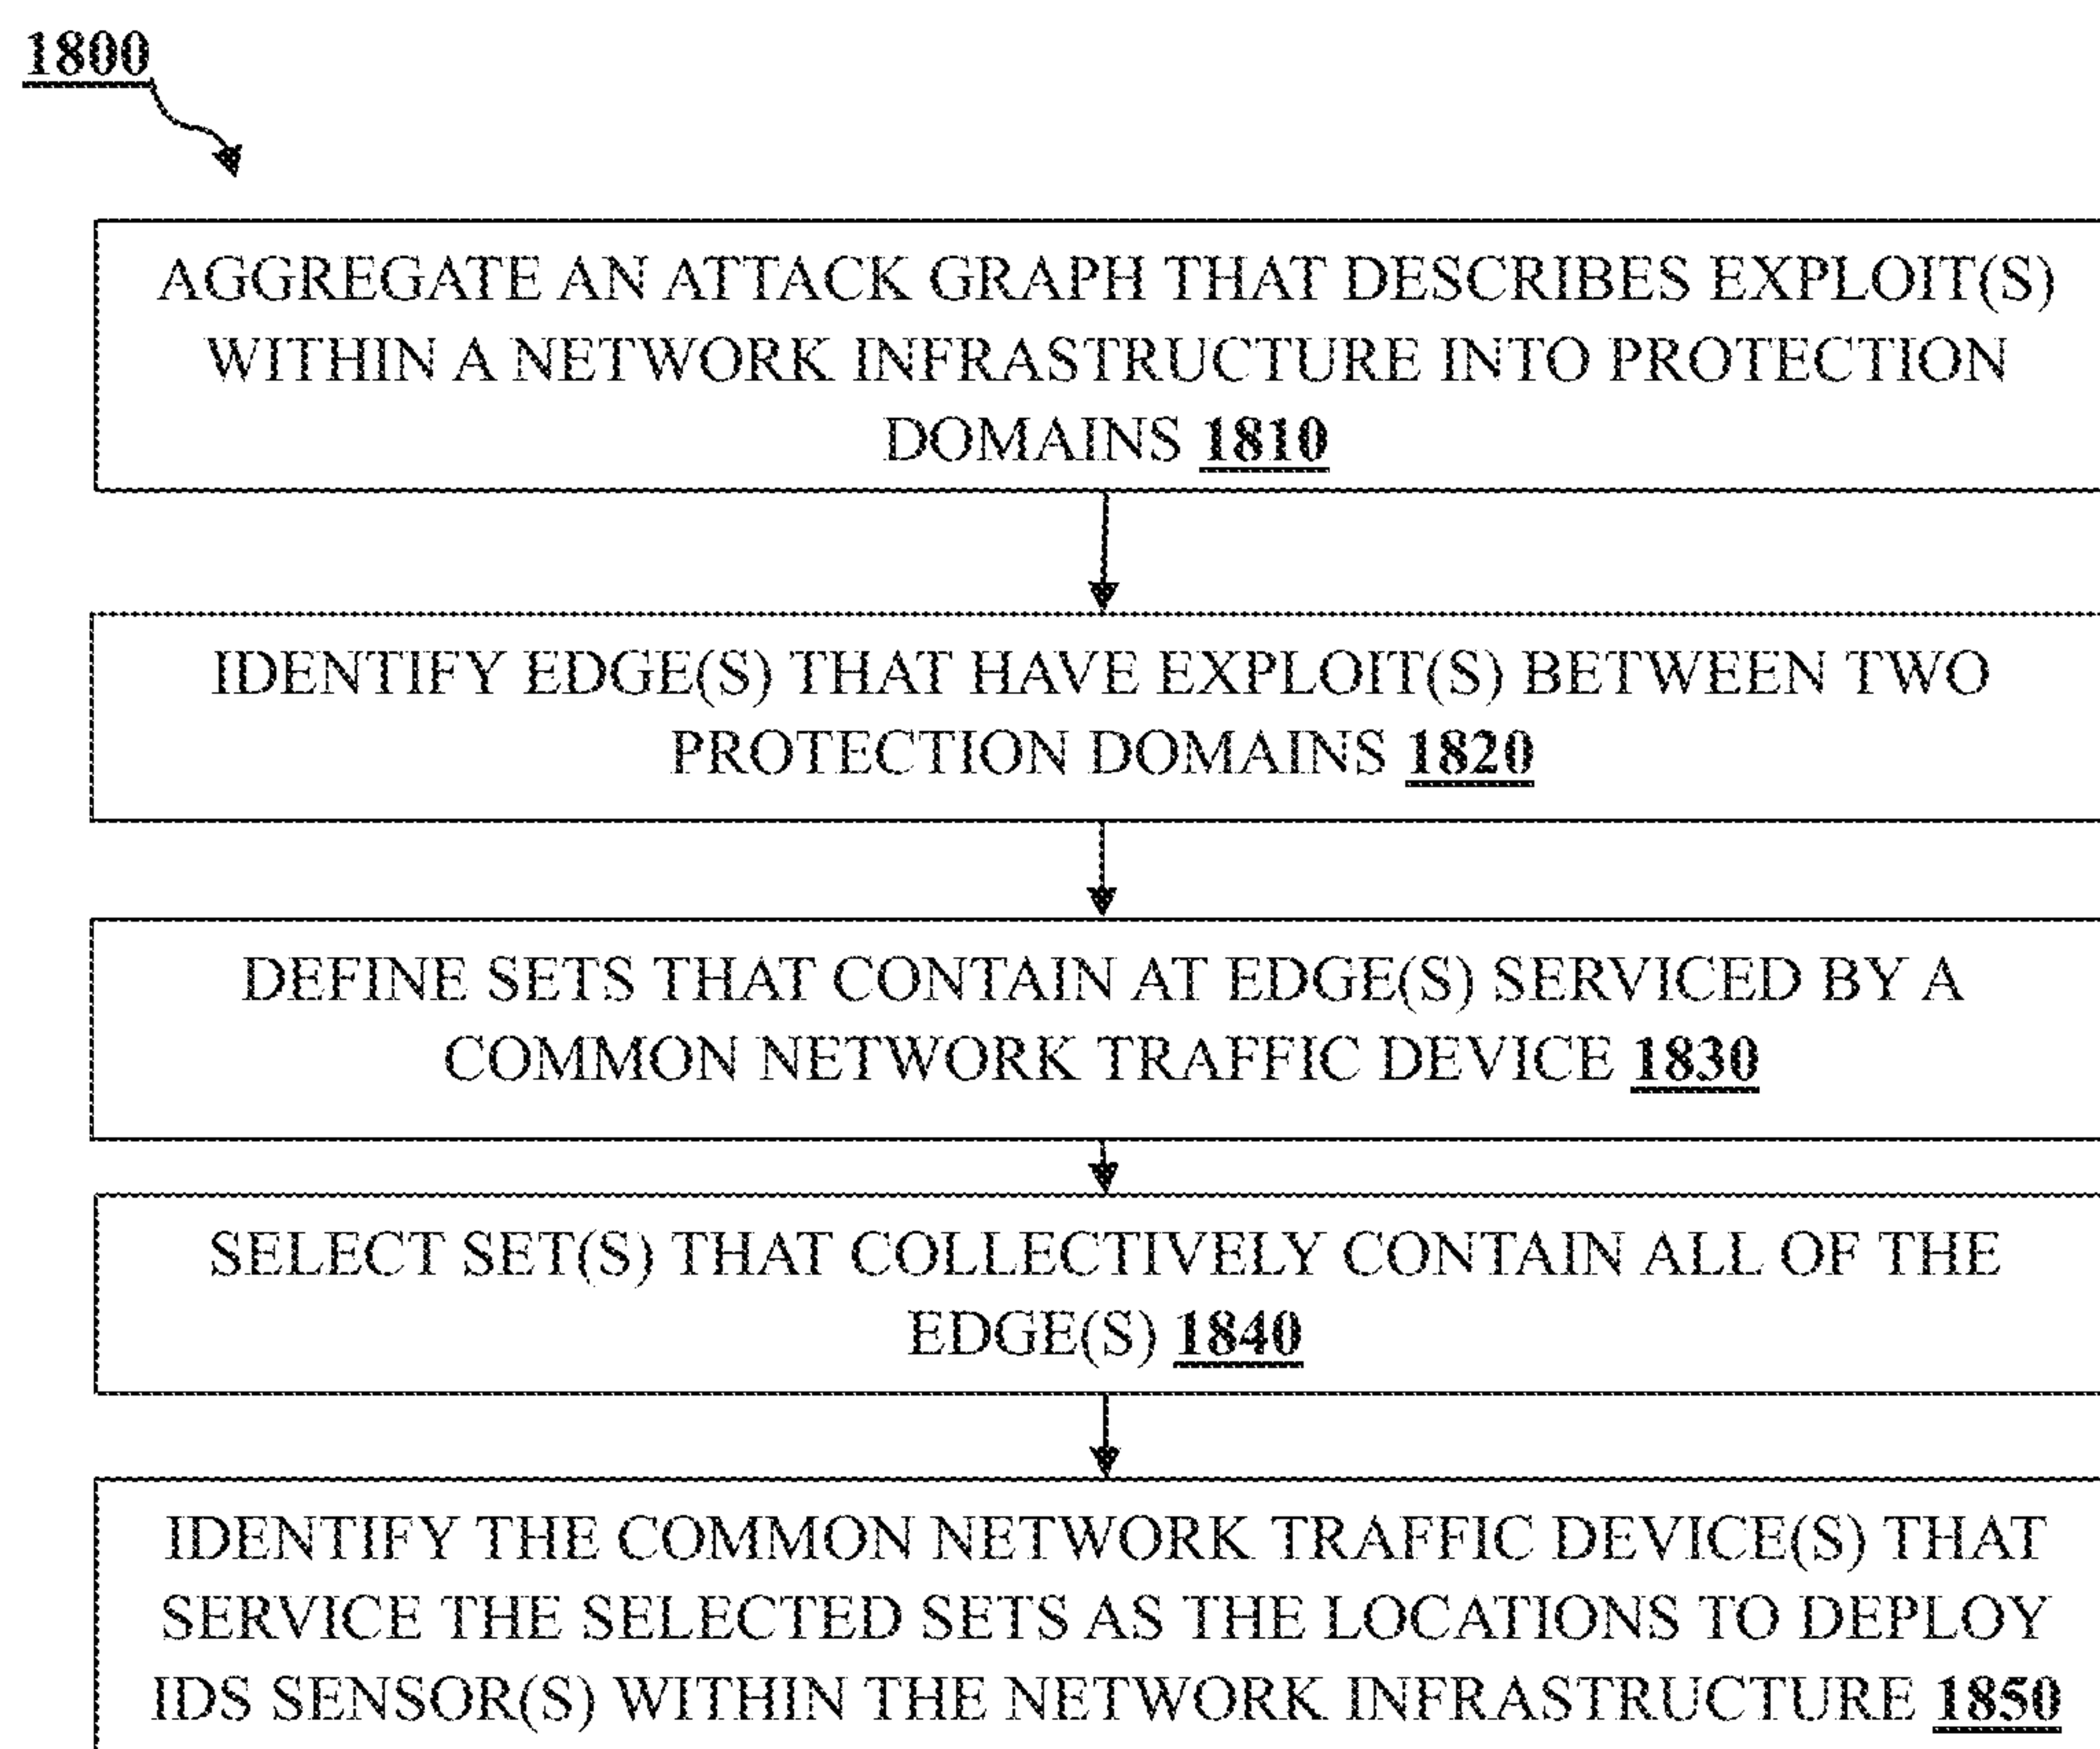 1800
AGGREGATE AN ATTACK GRAPH THAT DESCRIBES EXPLOIT(S)
WITHIN A NETWORK INFRASTRUCTURE INTO PROTECTION
DOMAINS 1810
IDENTIFY EDGE(S) THAT HAVE EXPLOIT(S) BETWEEN TWO
PROTECTION DOMAINS 1820
DEFINE SETS THAT CONTAIN AT EDGE(S) SERVICED BY A
COMMON NETWORK TRAFFIC DEVICE 1830
SELECT SET(S) THAT COLLECTIVELY CONTAIN ALL OF THE
EDGE(S) 1840
IDENTIFY THE COMMON NETWORK TRAFFIC DEVICE(S) THAT
SERVICE THE SELECTED SETS AS THE LOCATIONS TO DEPLOY
IDS SENSOR(S) WITHIN THE NETWORK INFRASTRUCTURE 1850